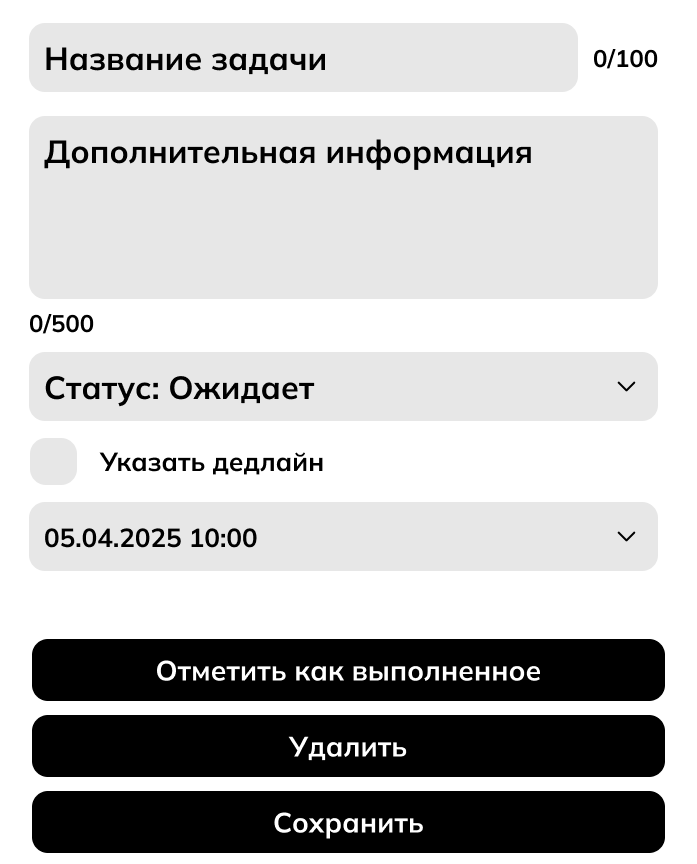 Название задачи
0/100
Дополнительная информация
0/500
Статус: Ожидает
Указать дедлайн
05.04.2025 10:00
Отметить как выполненное
Удалить
Сохранить